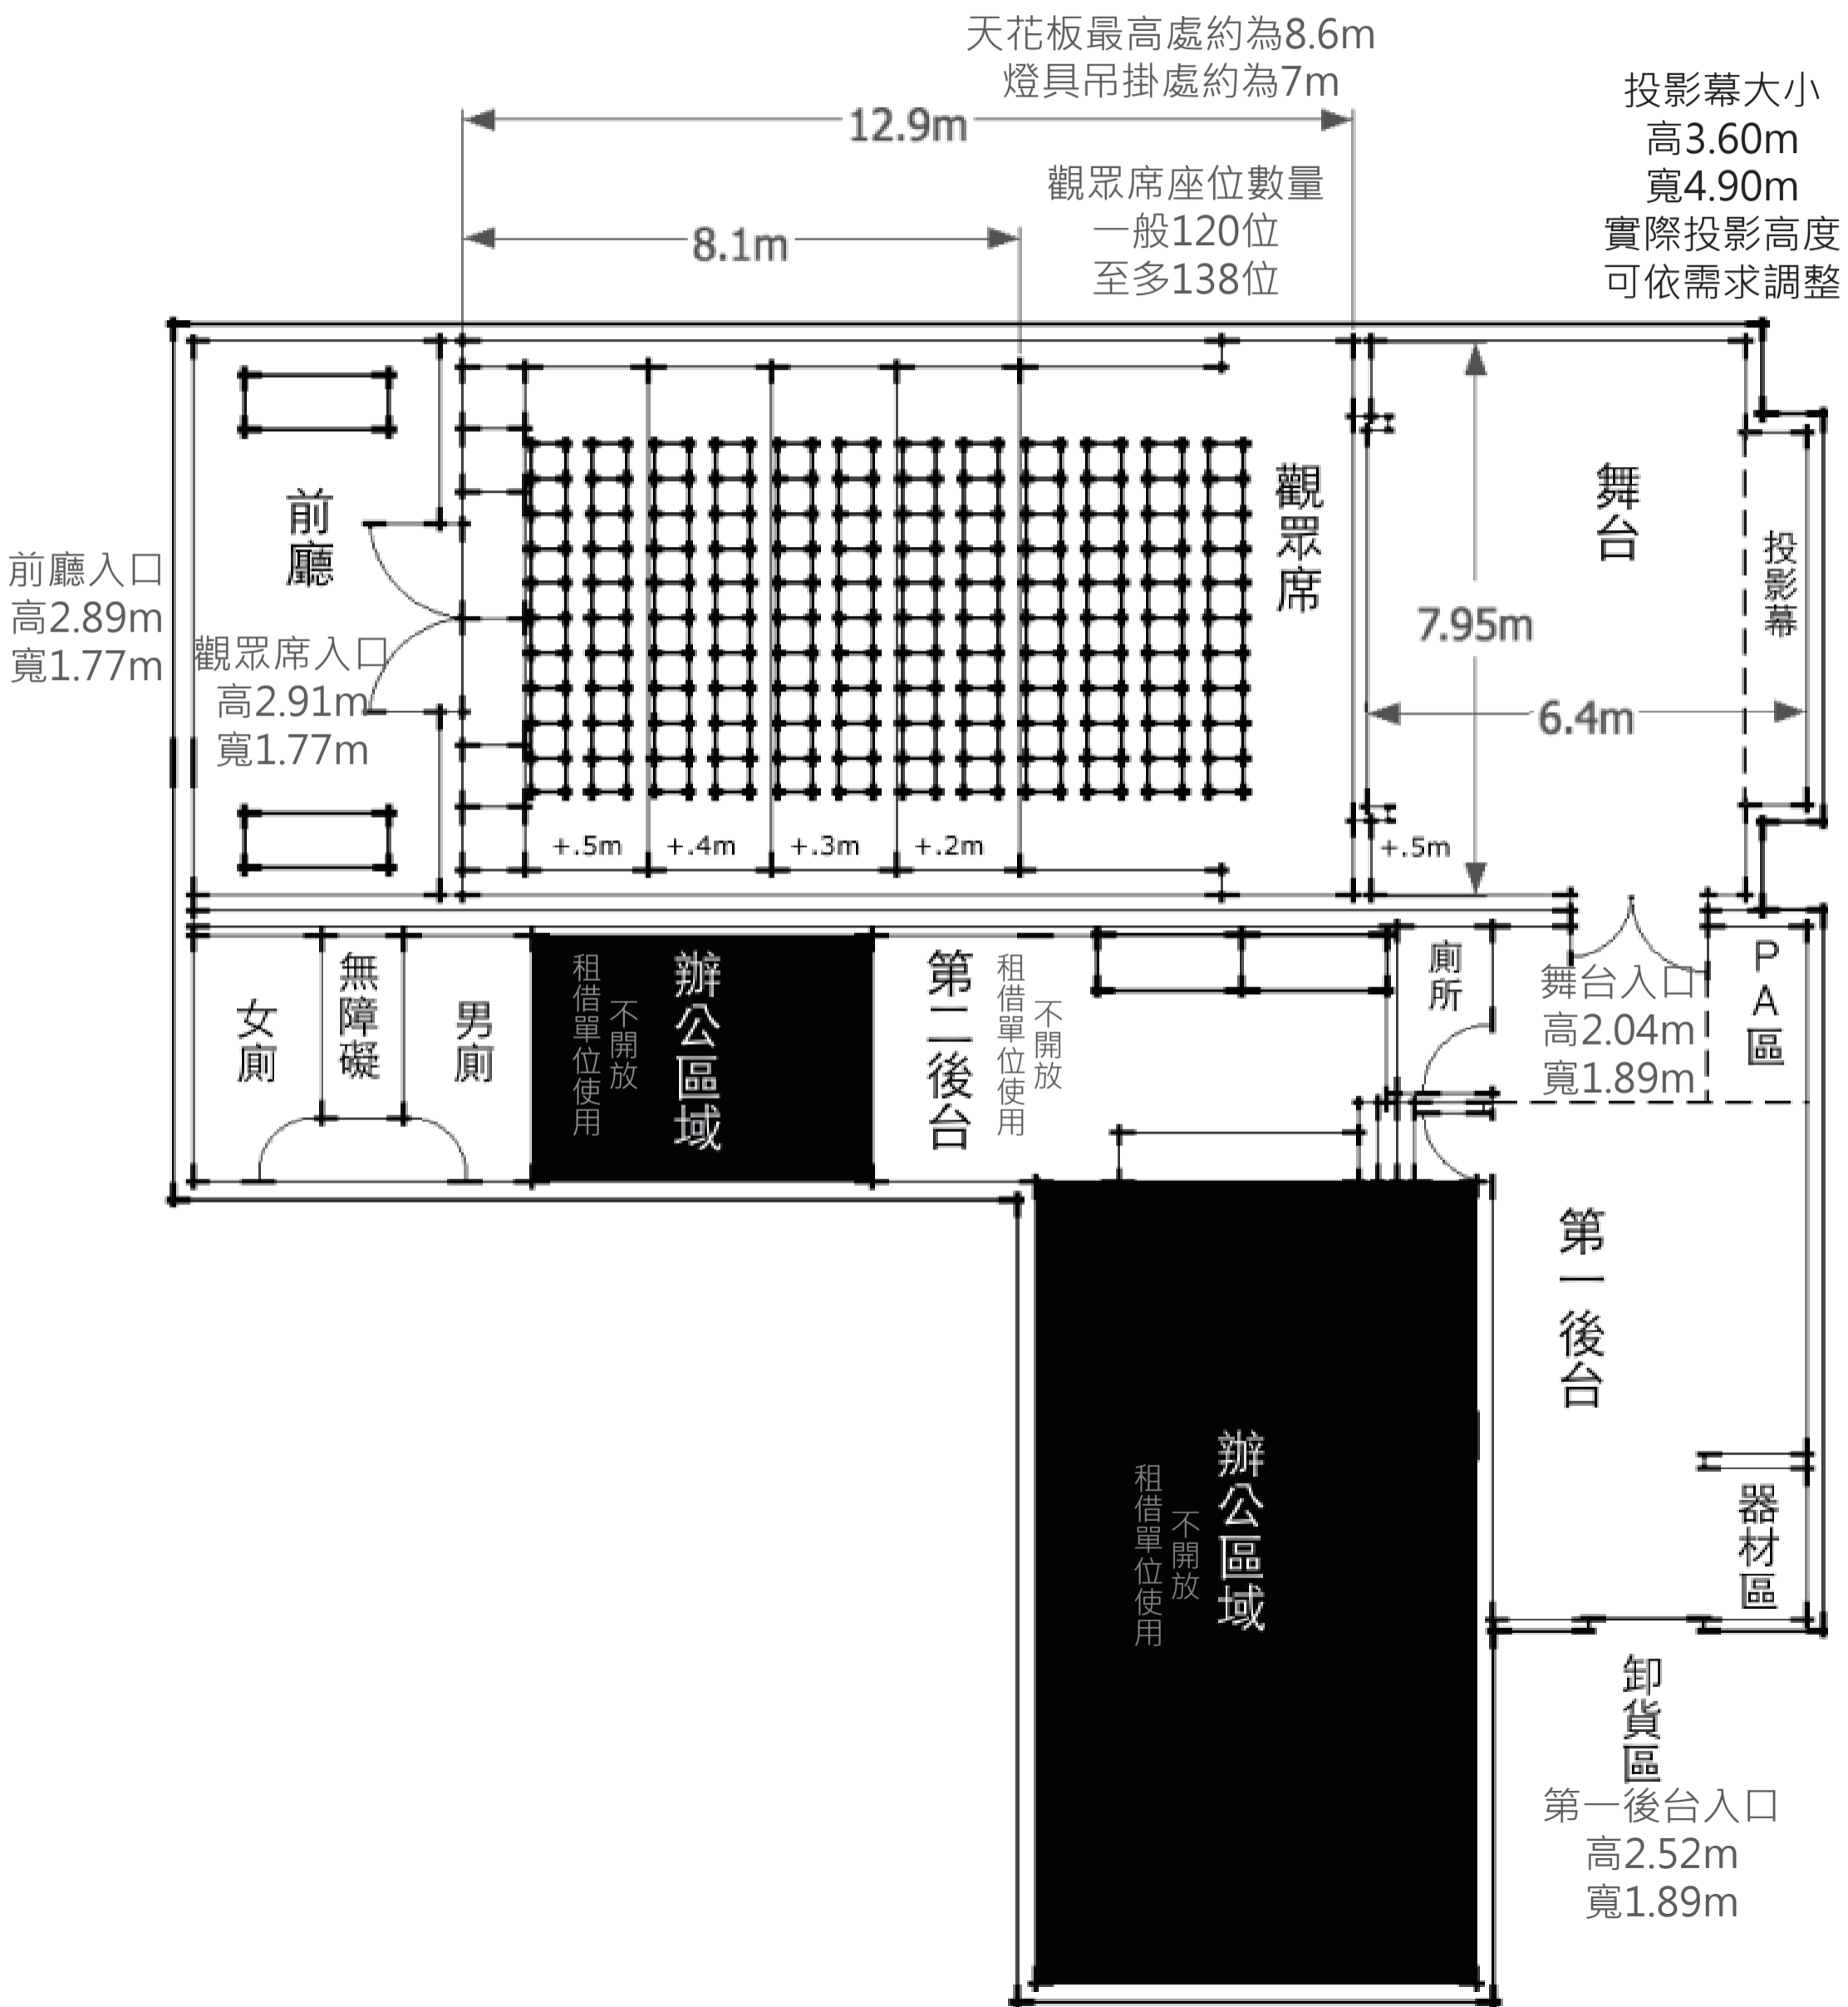 天花板最高處約為8.6m
燈具吊掛處約為7m
投影幕大小
高3.60m
寬4.90m
實際投影高度
可依需求調整
12.9m
觀眾席座位數量
一般120位
至多138位
8.1m
前廳
觀眾席
舞台
投影幕
前廳入口
高2.89m
寬1.77m
觀眾席入口
高2.91m
寬1.77m
7.95m
6.4m
+.5m
+.4m
+.3m
+.2m
+.5m
女廁
無障礙
男廁
辦公區域
不開放
租借單位使用
第二後台
不開放
租借單位使用
廁所
舞台入口
高2.04m
寬1.89m
PA區
第一後台
辦公區域
不開放
租借單位使用
器材區
卸貨區
第一後台入口
高2.52m
寬1.89m